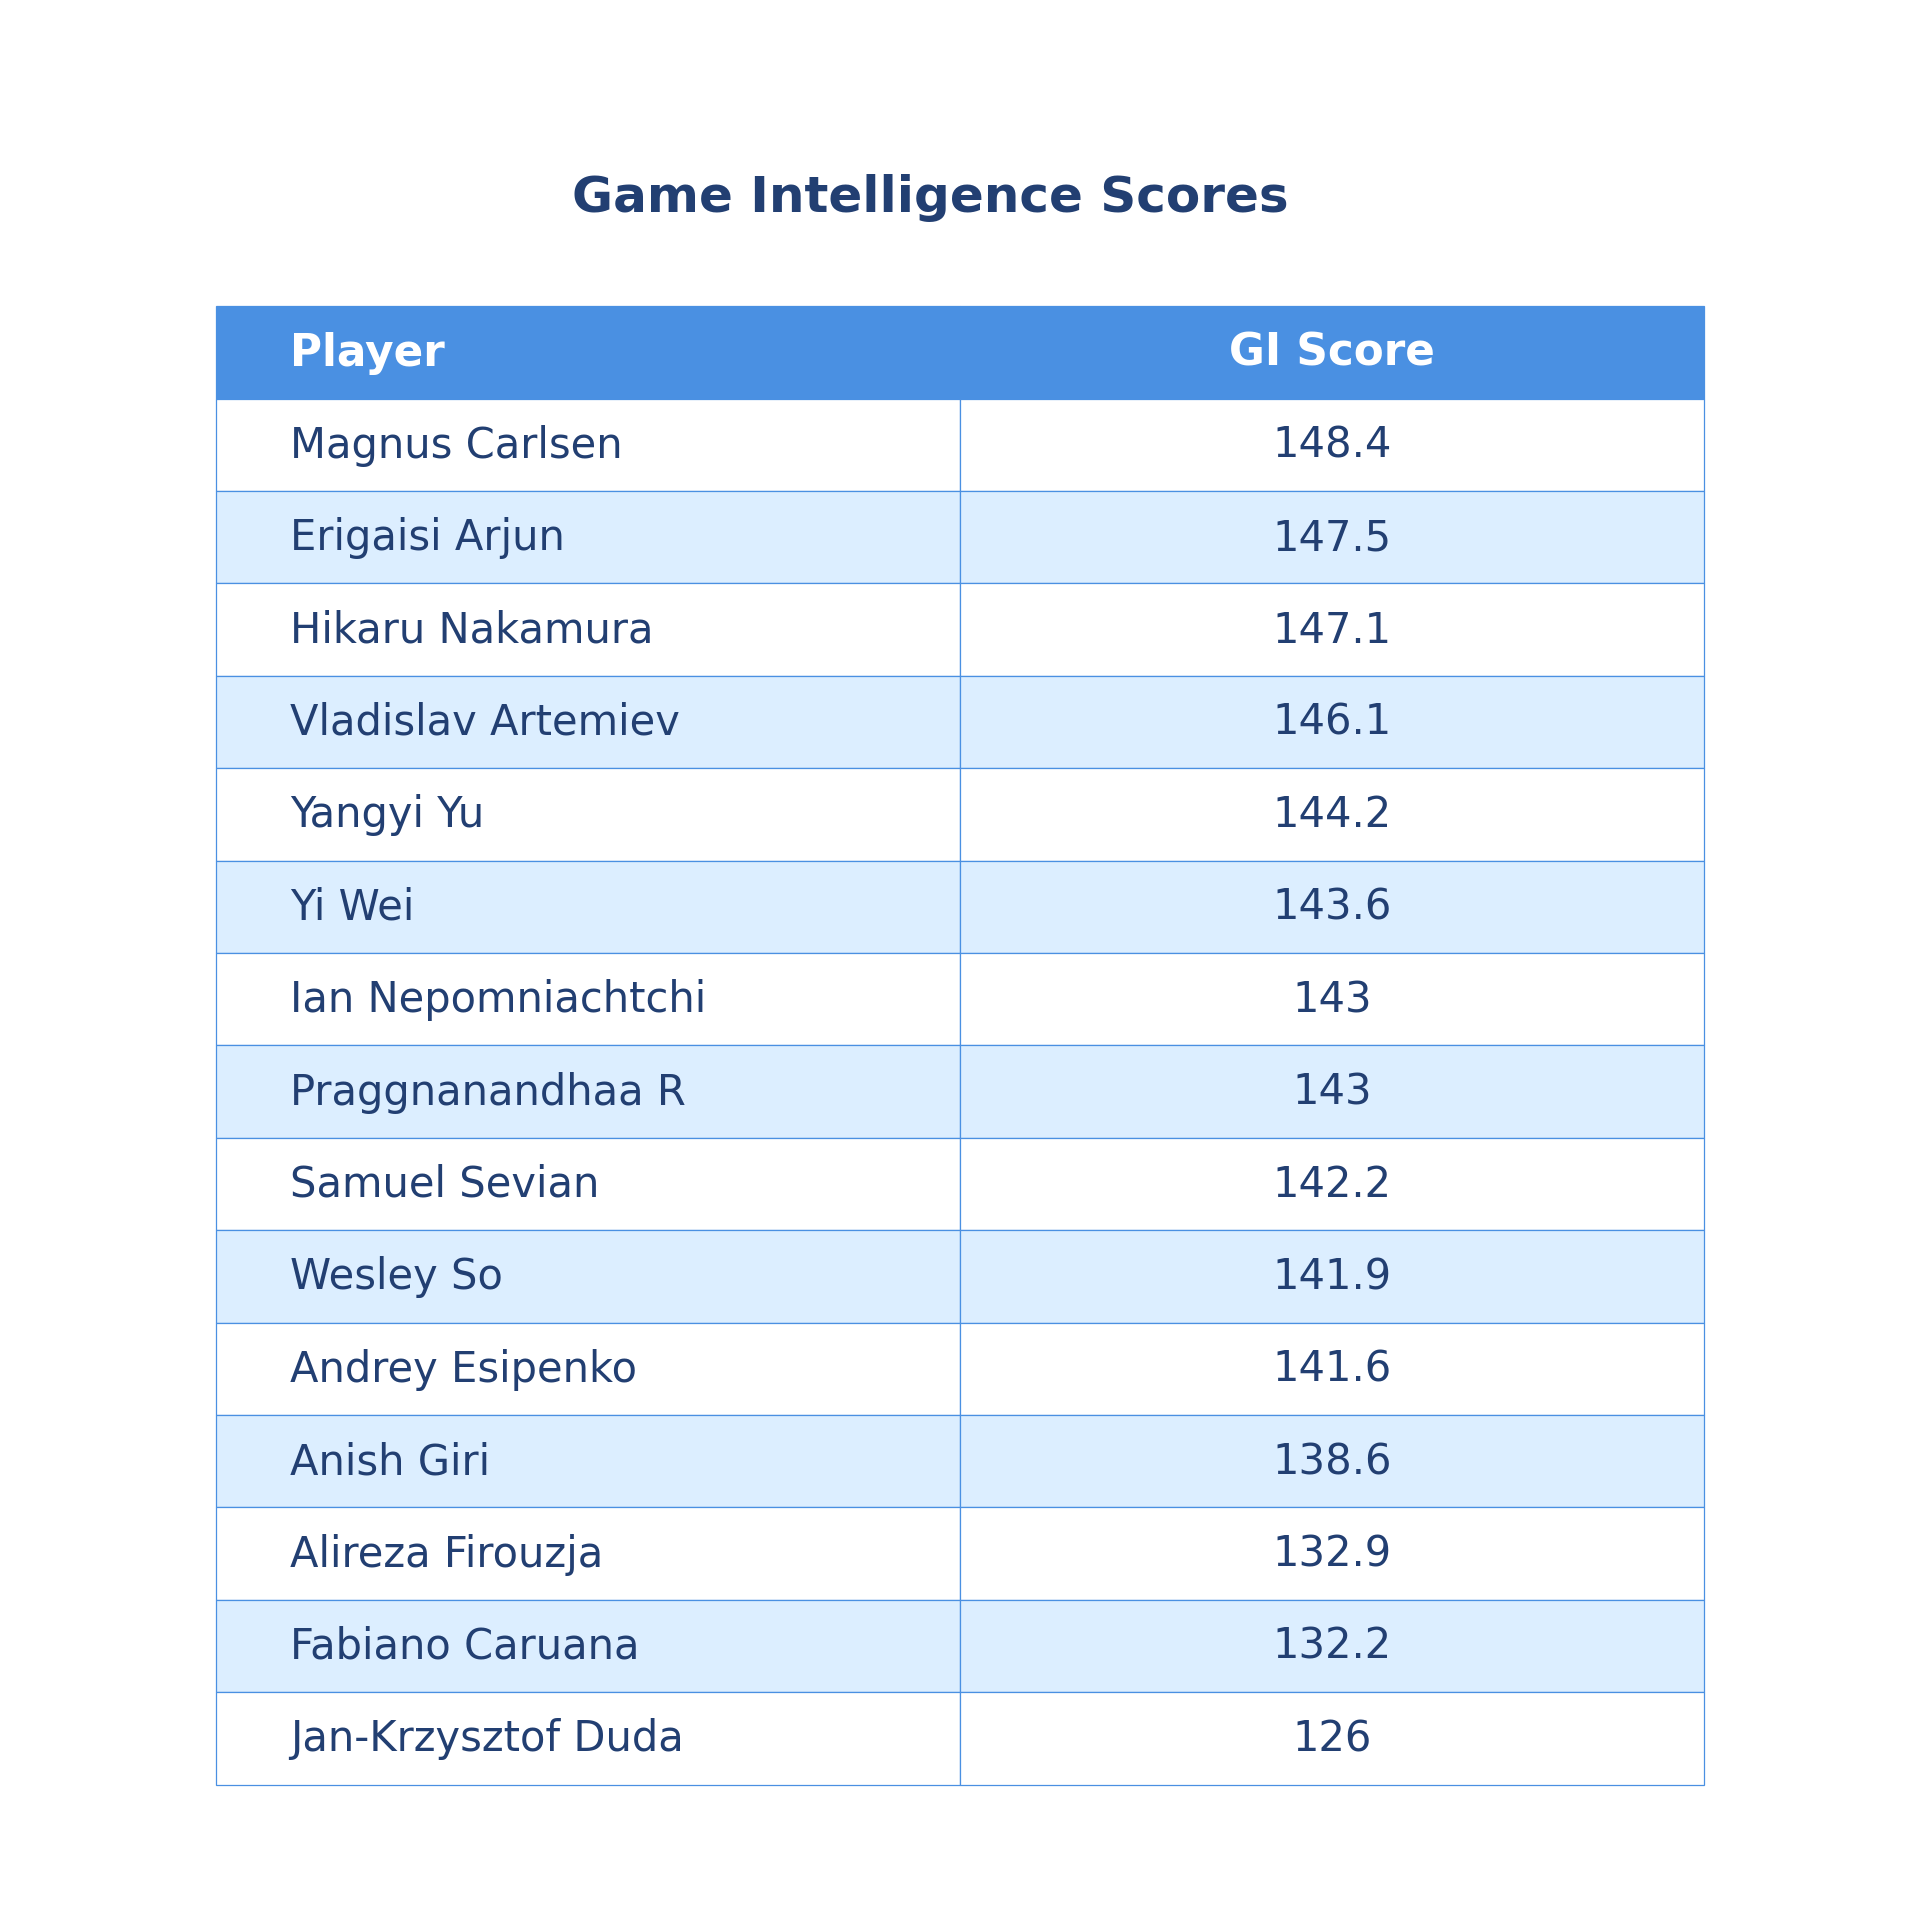 Game Intelligence Scores
Player GI Score
Magnus Carlsen 148.4
Erigaisi Arjun 147.5
Hikaru Nakamura 147.1
Vladislav Artemiev 146.1
Yangyi Yu 144.2
Yi Wei 143.6
Ian Nepomniachtchi 143
Praggnanandhaa R 143
Samuel Sevian 142.2
Wesley So 141.9
Andrey Esipenko 141.6
Anish Giri 138.6
Alireza Firouzja 132.9
Fabiano Caruana 132.2
Jan-Krzysztof Duda 126